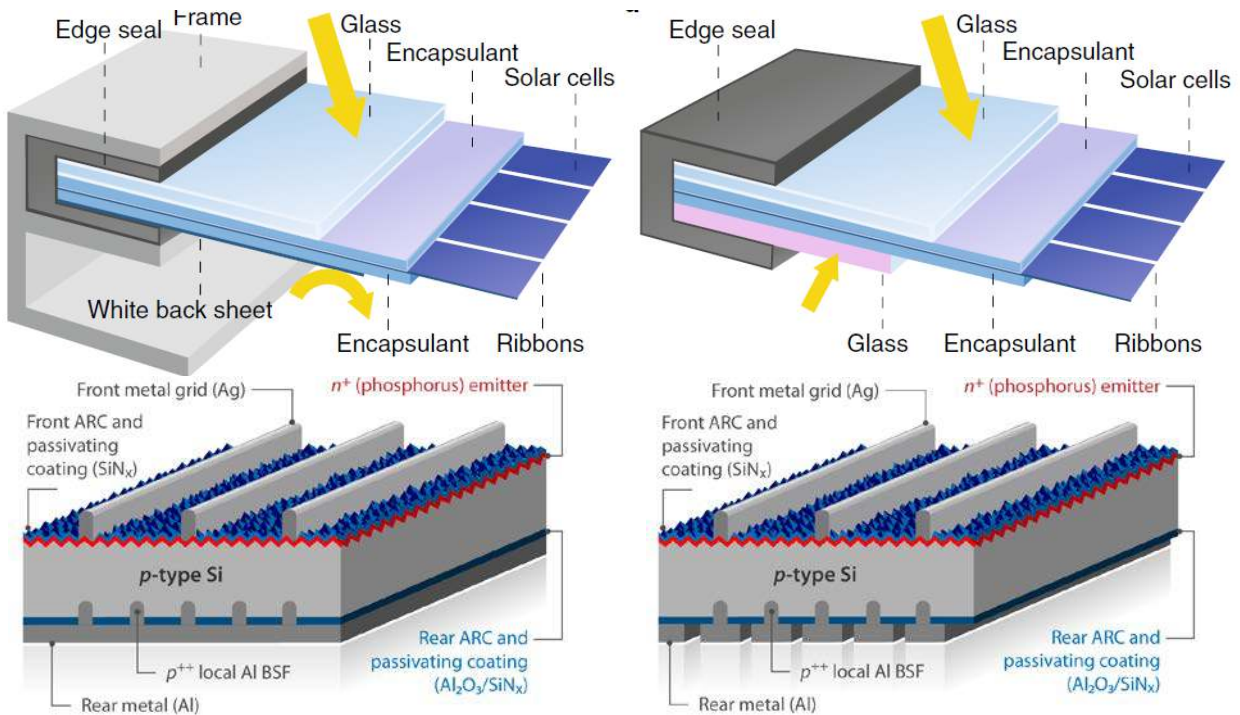 Frame
Edge seal
Glass
Encapsulant
Solar cells
White back sheet
Encapsulant
Ribbons
Edge seal
Glass
Encapsulant
Solar cells
Glass
Encapsulant
Ribbons
Front metal grid (Ag)
n⁺ (phosphorus) emitter
Front ARC and
passivating
coating (SiNₓ)
p-type Si
Rear ARC and
passivating coating
(Al₂O₃/SiNₓ)
p⁺⁺ local Al BSF
Rear metal (Al)
Front metal grid (Ag)
n⁺ (phosphorus) emitter
Front ARC and
passivating
coating (SiNₓ)
p-type Si
Rear ARC and
passivating coating
(Al₂O₃/SiNₓ)
p⁺⁺ local Al BSF
Rear metal (Al)